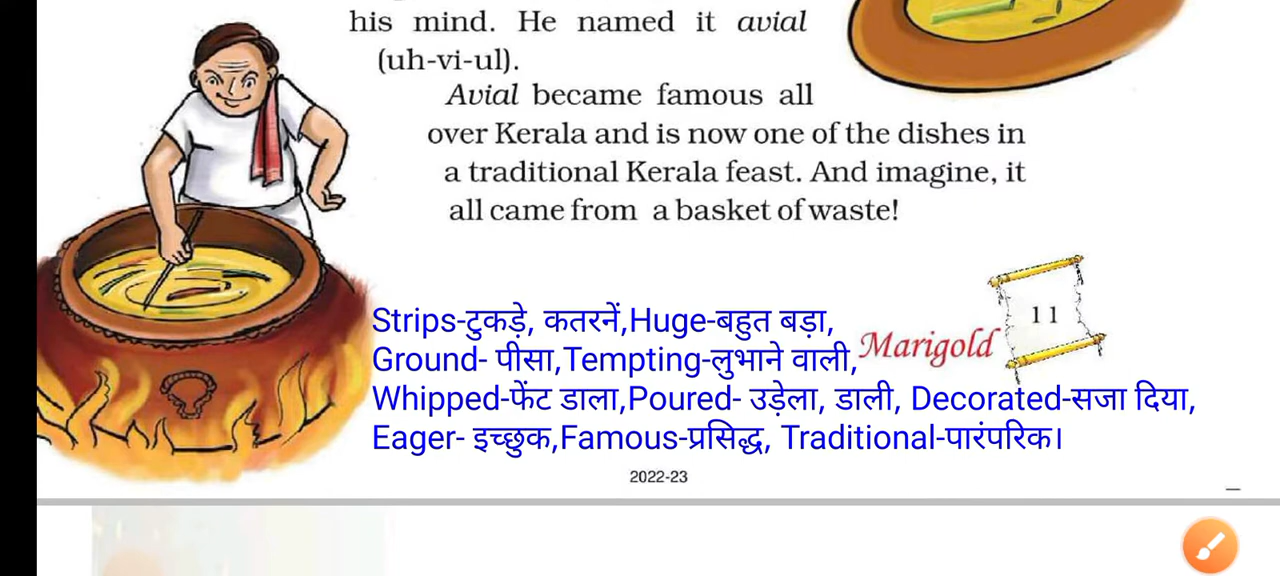 his mind. He named it avial
(uh-vi-ul).
Avial became famous all
over Kerala and is now one of the dishes in
a traditional Kerala feast. And imagine, it
all came from a basket of waste!
Strips-टुकड़े, कतरनें,Huge-बहुत बड़ा,
Ground- पीसा,Tempting-लुभाने वाली,
Marigold
11
Whipped-फेंट डाला,Poured- उड़ेला, डाली, Decorated-सजा दिया,
Eager- इच्छुक,Famous-प्रसिद्ध, Traditional-पारंपरिक।
2022-23